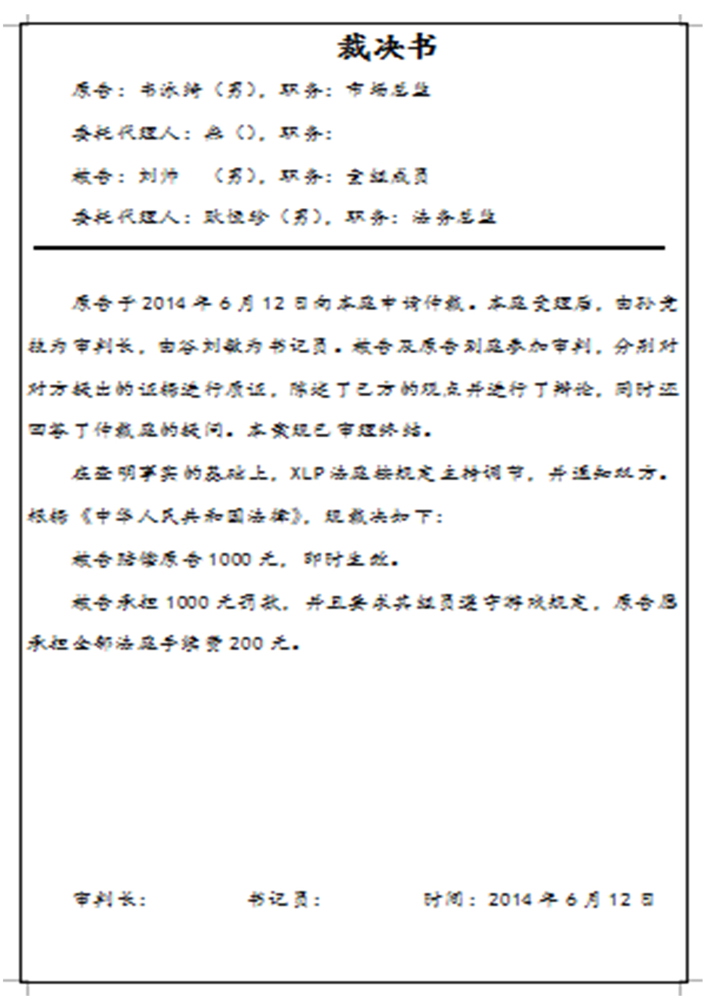 裁决书
原告：韦泳绮（男），职务：市场总监
委托代理人：无（），职务：
被告：刘帅　（男），职务：全组成员
委托代理人：耿恒珍（男），职务：法务总监
原告于2014年6月12日向本庭申请仲裁。本庭受理后，由孙竞
为审判长，由谷刘敏为书记员。被告及原告到庭参加审判，分别对
对方提出的证据进行质证，陈述了己方的观点并进行了辩论，同时还
回答了仲裁庭的提问。本案现已审理终结。
在查明事实的基础上，XLP法庭按规定主持调节，并通知双方。
根据《中华人民共和国法律》，现裁决如下：
被告赔偿原告1000元，即时生效。
被告承担1000元罚款，并且要求其组员遵守游戏规定，原告愿
承担全部法庭手续费200元。
审判长：　书记员：　时间：2014年6月12日